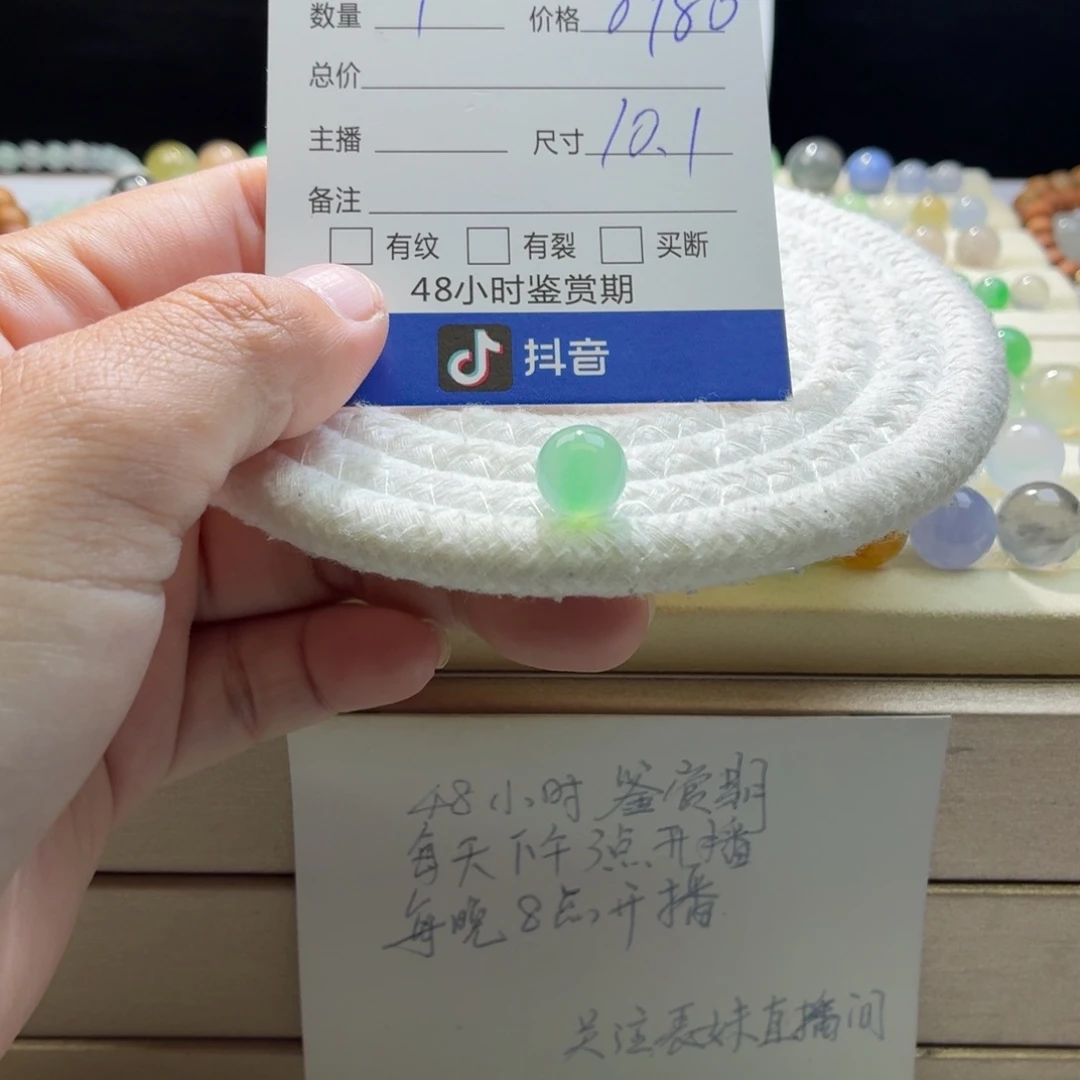 数量 1 价格
总价
主播 尺寸 10.1
备注
有纹 有裂 买断
48小时鉴赏期
抖音
48小时鉴赏期
每天下午3点开播
每晚8点开播
关注表妹直播间